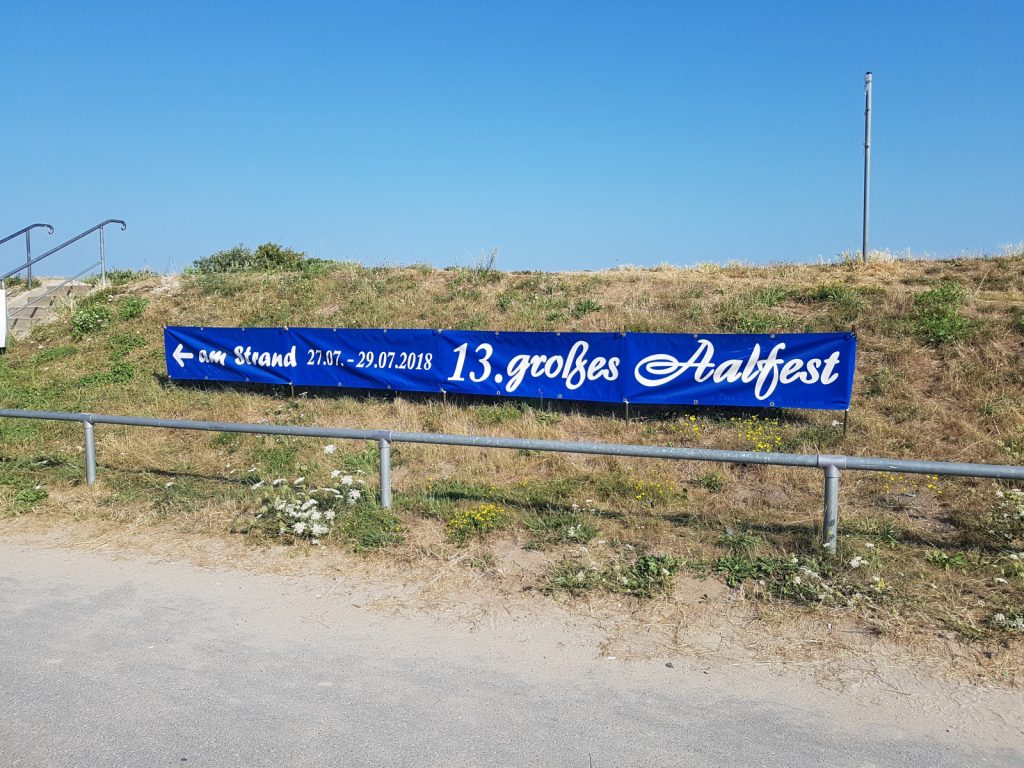 ← am Strand 27.07. - 29.07.2018 13. großes Aalfest